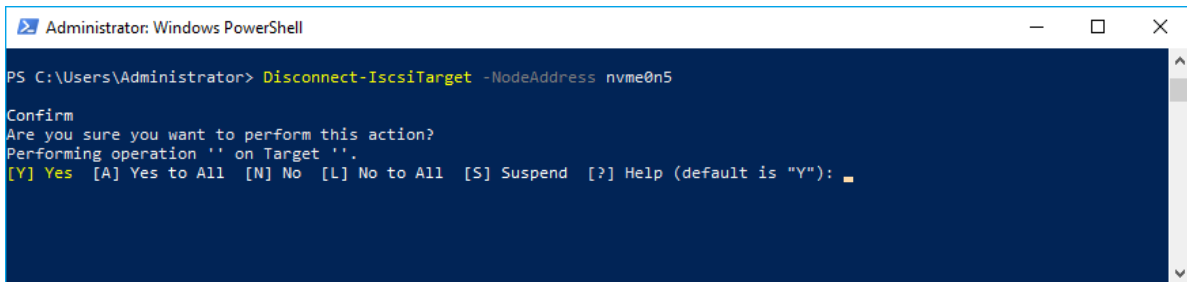 Administrator: Windows PowerShell
PS C:\Users\Administrator> Disconnect-IscsiTarget -NodeAddress nvme0n5
Confirm
Are you sure you want to perform this action?
Performing operation '' on Target ''.
[Y] Yes  [A] Yes to All  [N] No  [L] No to All  [S] Suspend  [?] Help (default is "Y"):